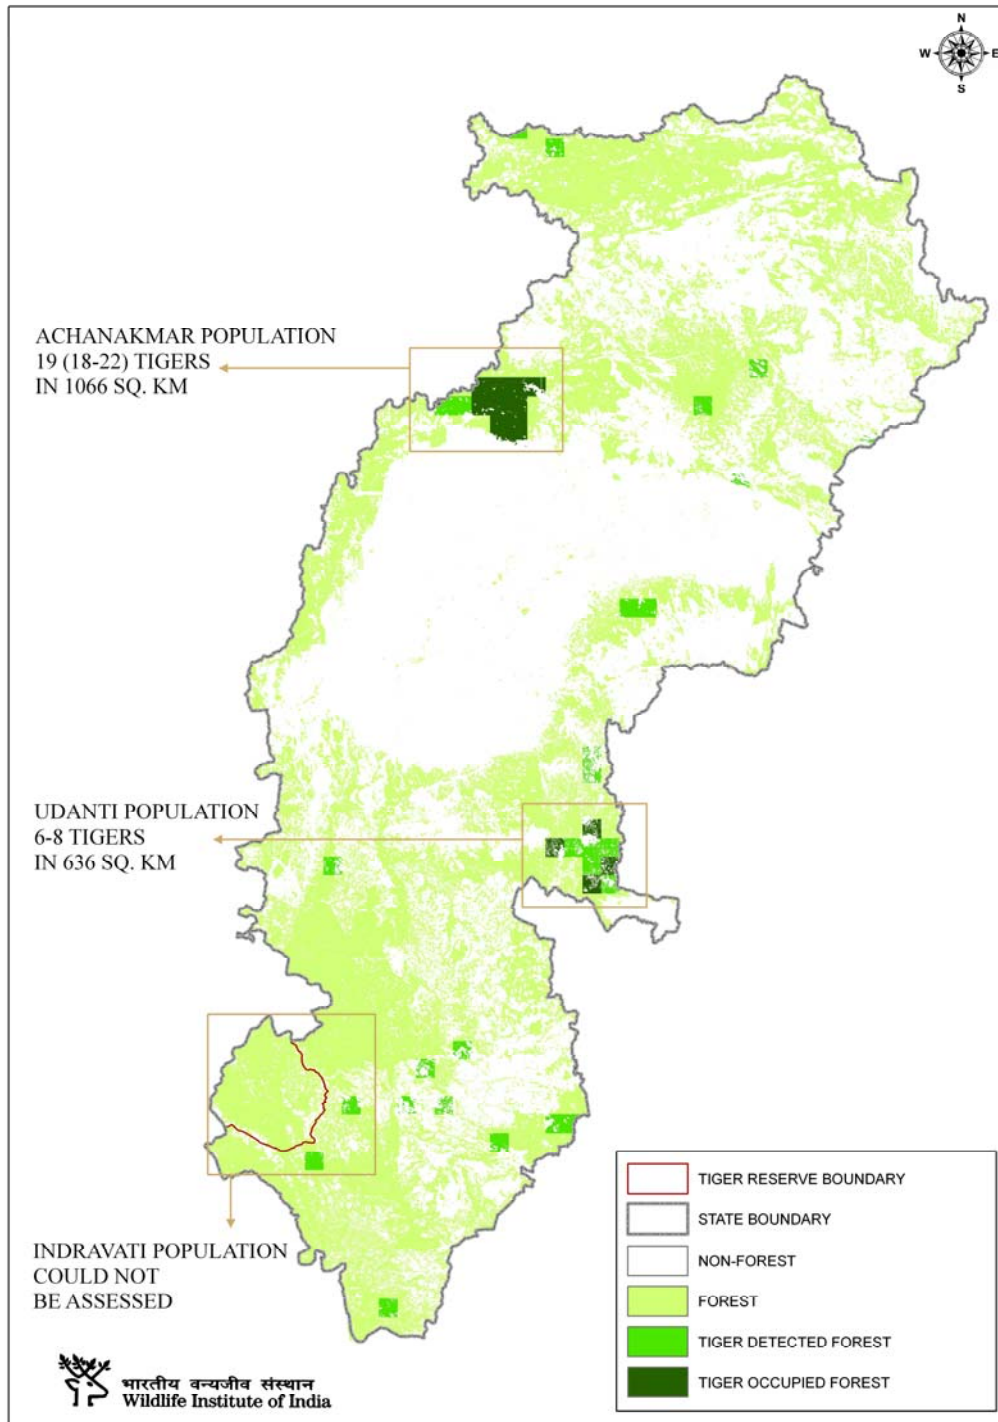 N
W E
S
ACHANAKMAR POPULATION
19 (18-22) TIGERS
IN 1066 SQ. KM
UDANTI POPULATION
6-8 TIGERS
IN 636 SQ. KM
INDRAVATI POPULATION
COULD NOT
BE ASSESSED
TIGER RESERVE BOUNDARY
STATE BOUNDARY
NON-FOREST
FOREST
TIGER DETECTED FOREST
TIGER OCCUPIED FOREST
भारतीय वन्यजीव संस्थान
Wildlife Institute of India